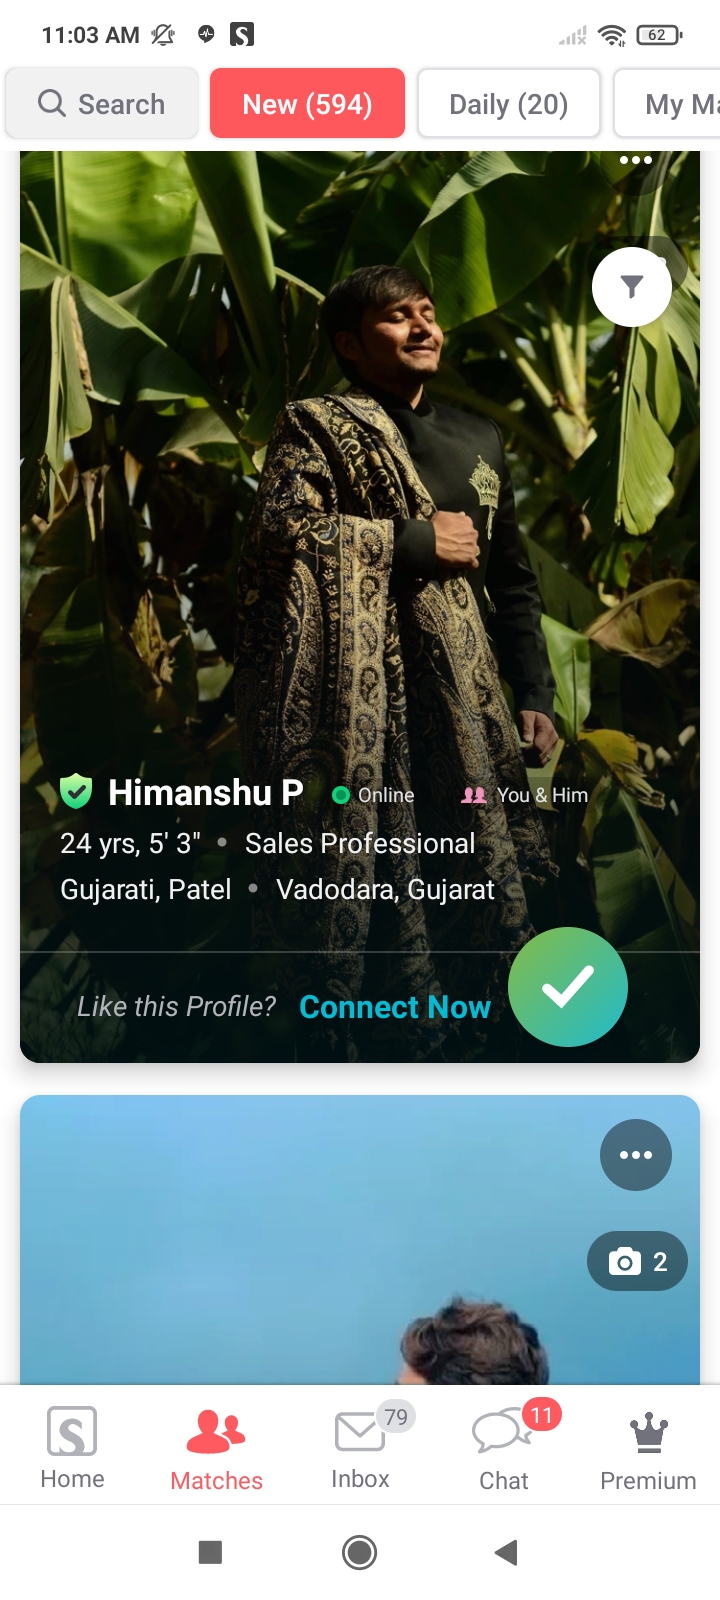 11:03 AM
62
Search
New (594)
Daily (20)
My Ma
Himanshu P
Online
You & Him
24 yrs, 5' 3" • Sales Professional
Gujarati, Patel • Vadodara, Gujarat
Like this Profile? Connect Now
2
79
11
Home
Matches
Inbox
Chat
Premium